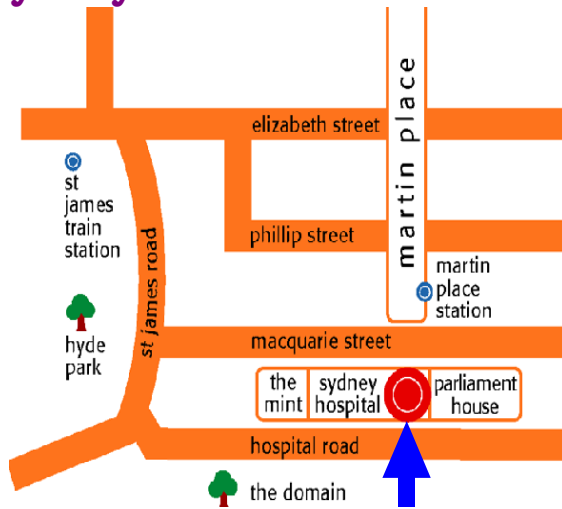 elizabeth street
martin place
st
james
train
station
phillip street
st james road
martin
place
station
hyde
park
macquarie street
the
mint
sydney
hospital
parliament
house
hospital road
the domain